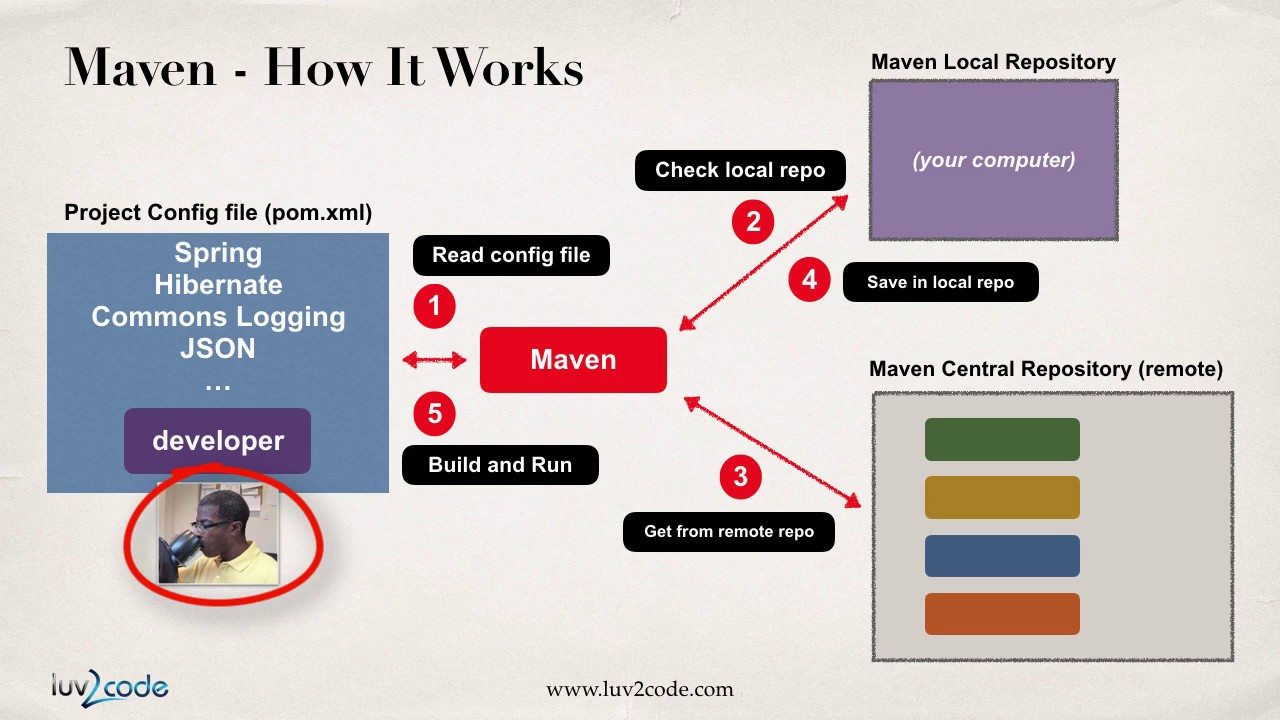 Maven - How It Works
Maven Local Repository
(your computer)
Check local repo
2
4
Save in local repo
Project Config file (pom.xml)
Spring
Hibernate
Commons Logging
JSON
...
developer
Read config file
1
Maven
5
Build and Run
Maven Central Repository (remote)
3
Get from remote repo
luv2code
www.luv2code.com